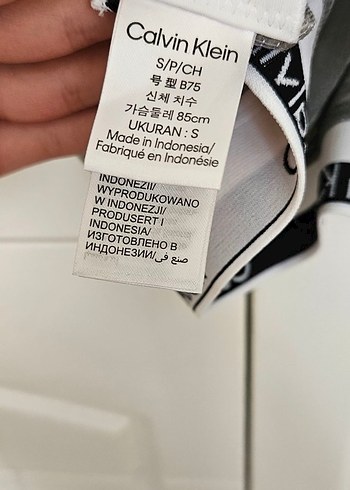 Calvin Klein
S/P/CH
号 型 B75
신체 치수
가슴둘레 85cm
UKURAN : S
Made in Indonesia/
Fabriqué en Indonésie
INDONEZII/
WYPRODUKOWANO
W INDONEZJI/
PRODUSERT I
INDONESIA/
ИЗГОТОВЛЕНО В
ИНДОНЕЗИИ/صنع في